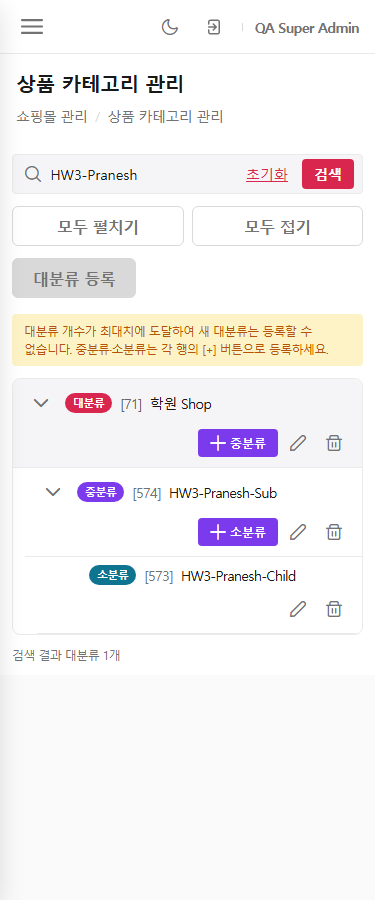 QA Super Admin
상품 카테고리 관리
쇼핑몰 관리 / 상품 카테고리 관리
HW3-Pranesh 초기화 검색
모두 펼치기 모두 접기
대분류 등록
대분류 개수가 최대치에 도달하여 새 대분류는 등록할 수
없습니다. 중분류·소분류는 각 행의 [+] 버튼으로 등록하세요.
대분류 [71] 학원 Shop
+ 중분류
중분류 [574] HW3-Pranesh-Sub
+ 소분류
소분류 [573] HW3-Pranesh-Child
검색 결과 대분류 1개